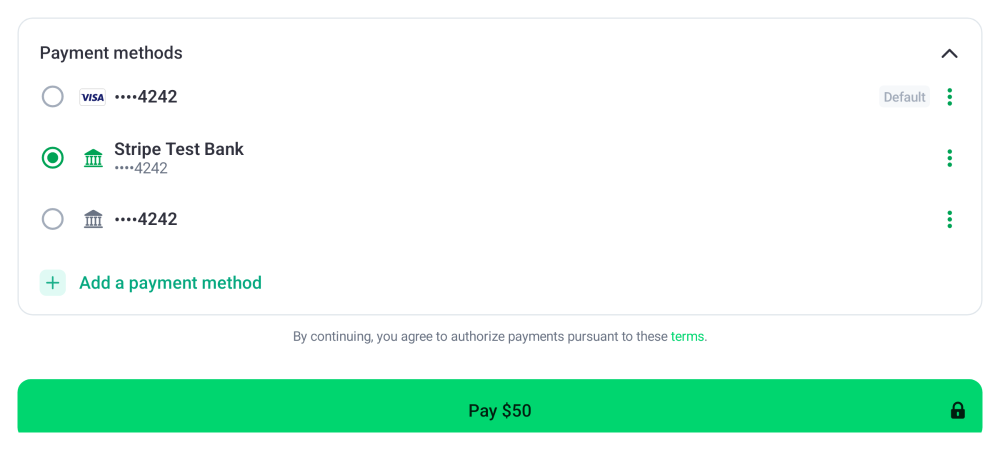 Payment methods
VISA ••••4242 Default
Stripe Test Bank
••••4242
••••4242
Add a payment method
By continuing, you agree to authorize payments pursuant to these terms.
Pay $50